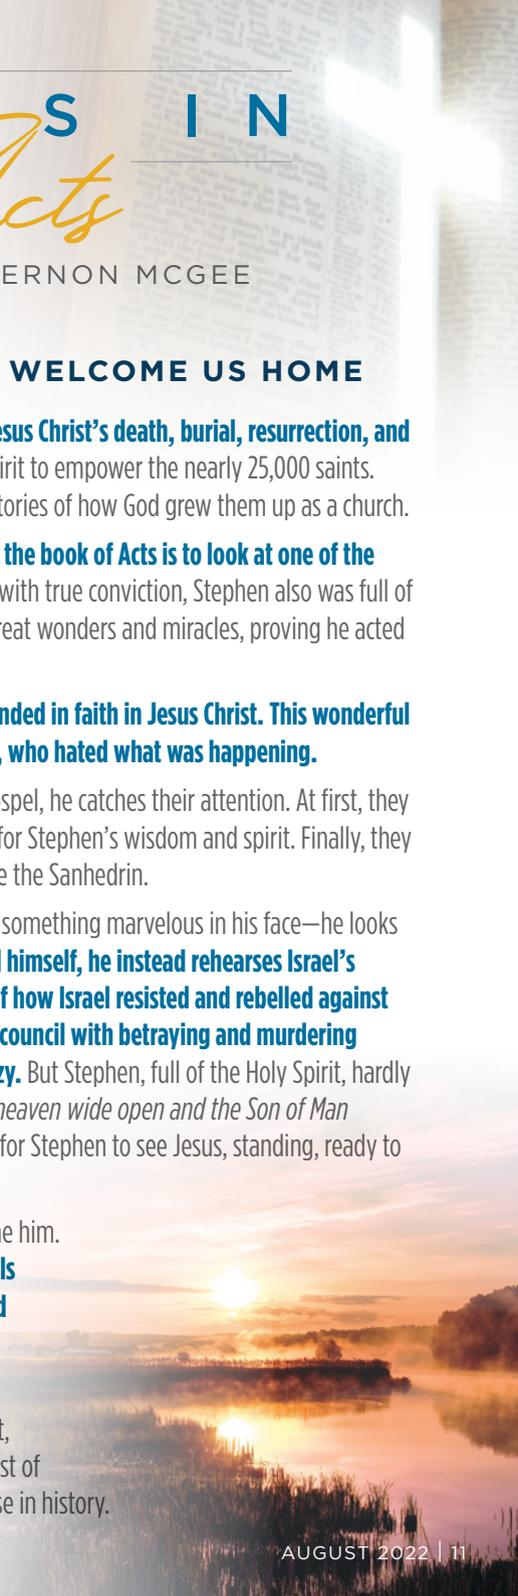 S IN
Acts
ERNON MCGEE
WELCOME US HOME
esus Christ's death, burial, resurrection, and
irit to empower the nearly 25,000 saints.
tories of how God grew them up as a church.
the book of Acts is to look at one of the
with true conviction, Stephen also was full of
reat wonders and miracles, proving he acted
nded in faith in Jesus Christ. This wonderful
, who hated what was happening.
ospel, he catches their attention. At first, they
for Stephen's wisdom and spirit. Finally, they
e the Sanhedrin.
something marvelous in his face—he looks
l himself, he instead rehearses Israel's
f how Israel resisted and rebelled against
council with betraying and murdering
zy. But Stephen, full of the Holy Spirit, hardly
heaven wide open and the Son of Man
for Stephen to see Jesus, standing, ready to
ne him.
ls
d
t,
st of
se in history.
AUGUST 2022 | 11